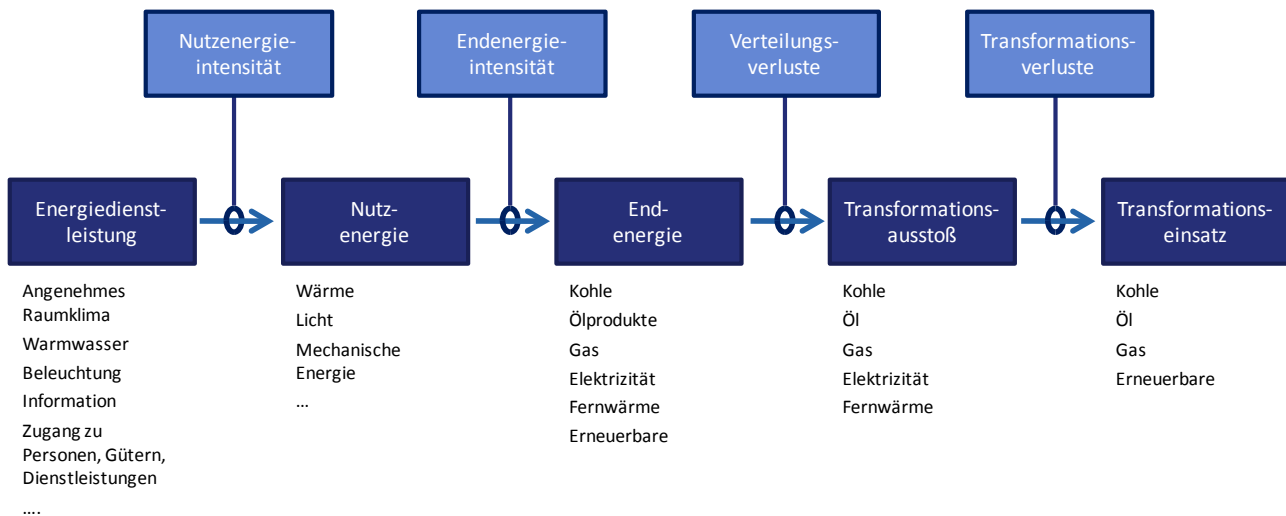 Nutzenergie-
intensität
Endenergie-
intensität
Verteilungs-
verluste
Transformations-
verluste
Energiedienst-
leistung
Nutz-
energie
End-
energie
Transformations-
ausstoß
Transformations-
einsatz
Angenehmes
Raumklima
Warmwasser
Beleuchtung
Information
Zugang zu
Personen, Gütern,
Dienstleistungen
....
Wärme
Licht
Mechanische
Energie
...
Kohle
Ölprodukte
Gas
Elektrizität
Fernwärme
Erneuerbare
Kohle
Öl
Gas
Elektrizität
Fernwärme
Kohle
Öl
Gas
Erneuerbare